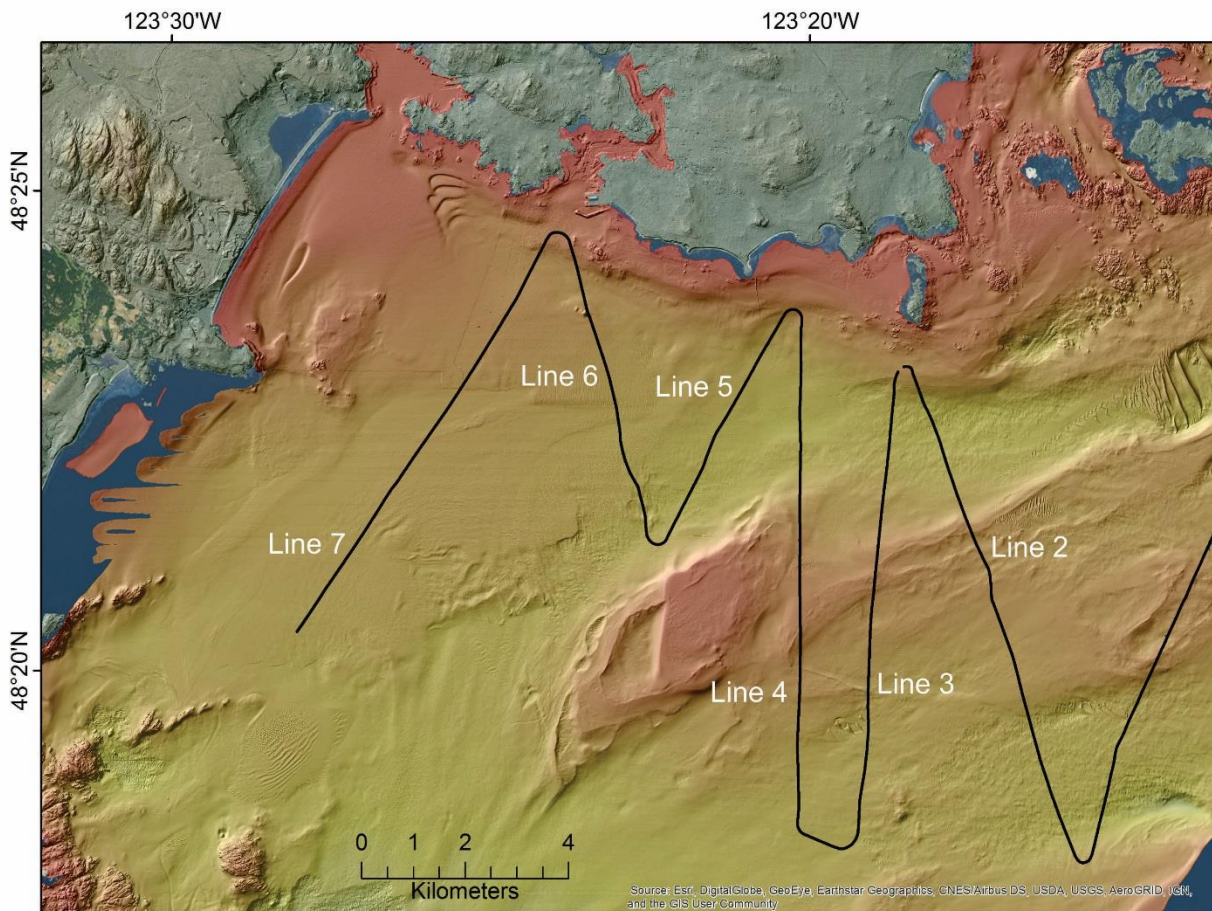 123°30'W
123°20'W
48°25'N
Line 6
Line 5
Line 7
Line 2
48°20'N
Line 4
Line 3
0 1 2 4
Kilometers
Source: Esri, DigitalGlobe, GeoEye, Earthstar Geographics, CNES/Airbus DS, USDA, USGS, AeroGRID, IGN,
and the GIS User Community